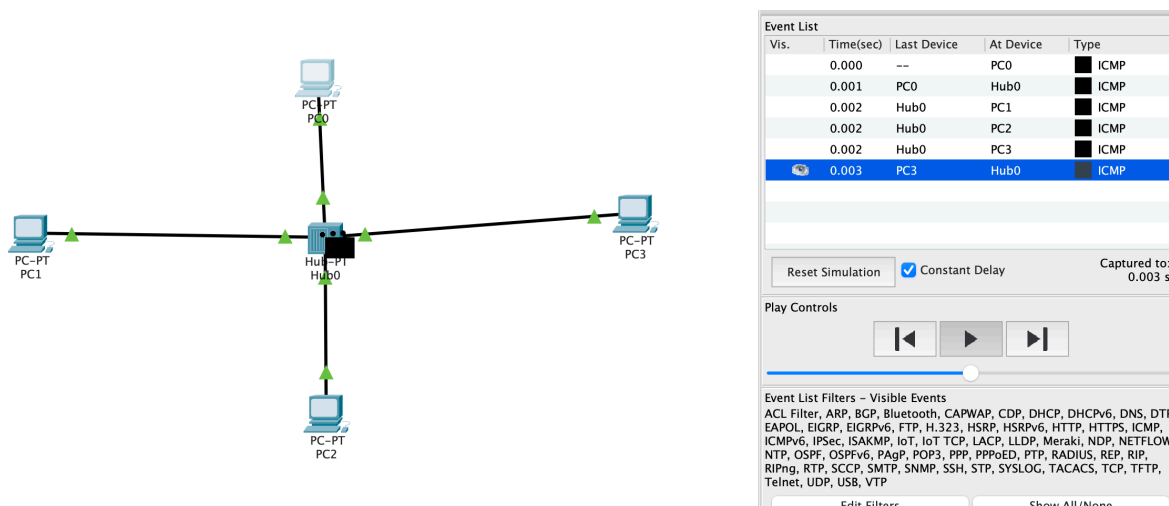 PC-PT
PC0
PC-PT
PC1
Hub-PT
Hub0
PC-PT
PC3
PC-PT
PC2
Event List
Vis. Time(sec) Last Device At Device Type
0.000 -- PC0 ICMP
0.001 PC0 Hub0 ICMP
0.002 Hub0 PC1 ICMP
0.002 Hub0 PC2 ICMP
0.002 Hub0 PC3 ICMP
0.003 PC3 Hub0 ICMP
Reset Simulation Constant Delay Captured to:
0.003 s
Play Controls
Event List Filters - Visible Events
ACL Filter, ARP, BGP, Bluetooth, CAPWAP, CDP, DHCP, DHCPv6, DNS, DTP
EAPOL, EIGRP, EIGRPv6, FTP, H.323, HSRP, HSRPv6, HTTP, HTTPS, ICMP,
ICMPv6, IPSec, ISAKMP, IoT, IoT TCP, LACP, LLDP, Meraki, NDP, NETFLOW
NTP, OSPF, OSPFv6, PAgP, POP3, PPP, PPPoED, PTP, RADIUS, REP, RIP,
RIPng, RTP, SCCP, SMTP, SNMP, SSH, STP, SYSLOG, TACACS, TCP, TFTP,
Telnet, UDP, USB, VTP
Edit Filters Show All/None